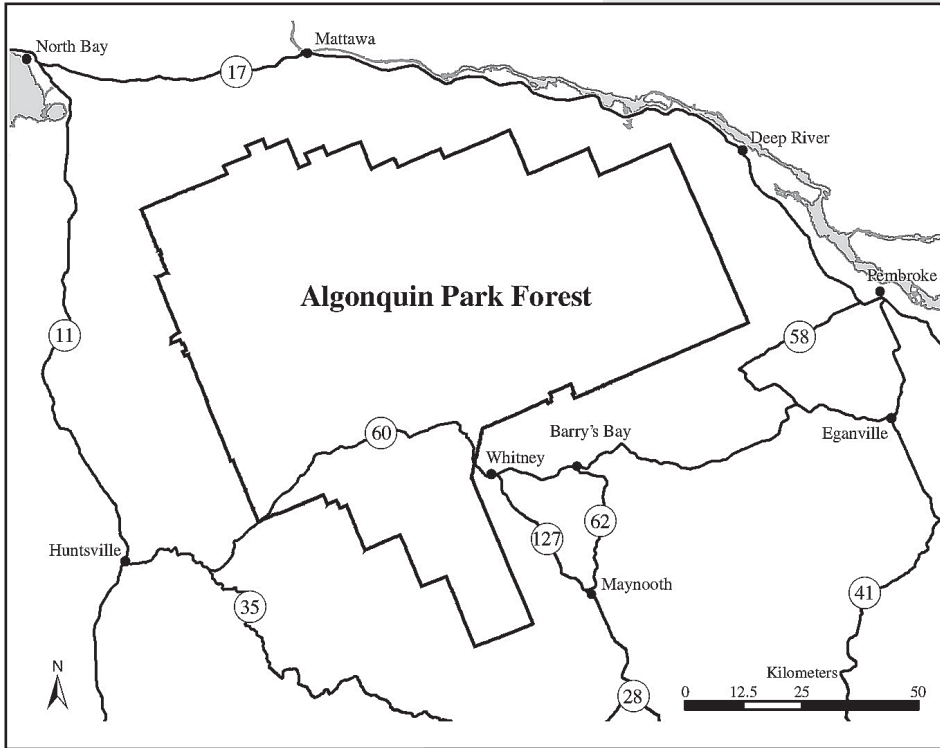 North Bay
Mattawa
17
Deep River
Pembroke
Algonquin Park Forest
11
58
60
Barry's Bay
Eganville
Whitney
62
127
Huntsville
Maynooth
35
41
N
Kilometers
28
0 12.5 25 50